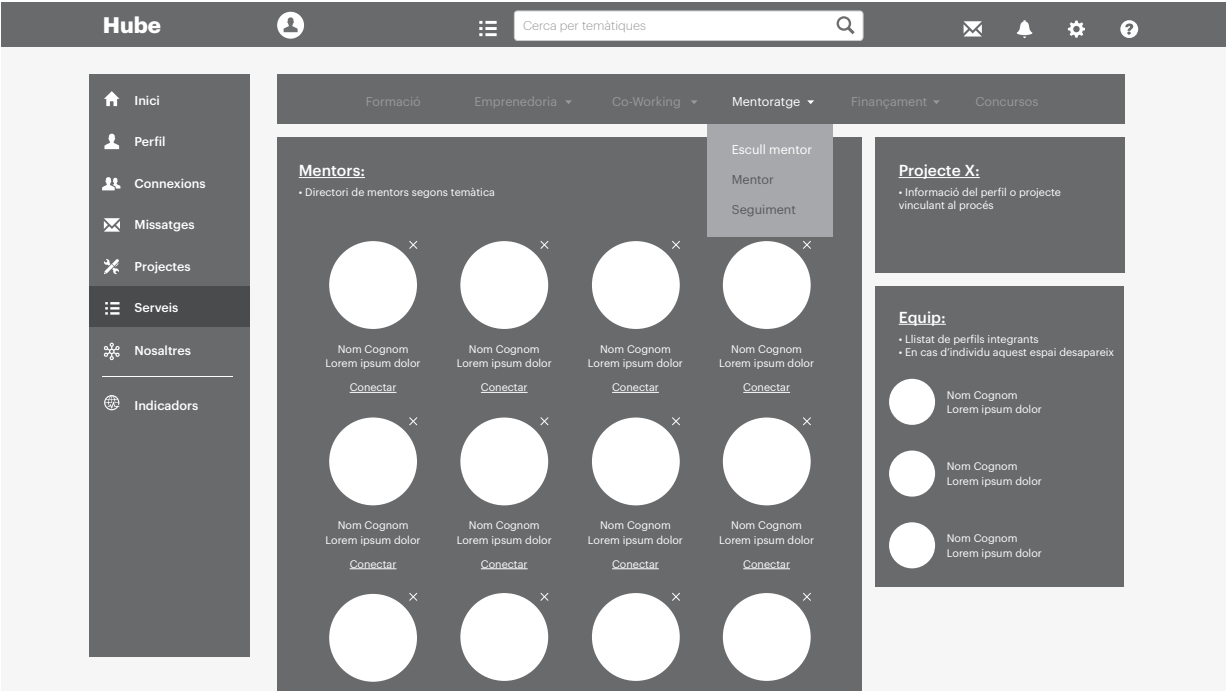 Hube
Cerca per temàtiques
Inici
Perfil
Connexions
Missatges
Projectes
Serveis
Nosaltres
Indicadors
Formació Emprenedoria Co-Working Mentoratge Finançament Concursos
Escull mentor
Mentor
Seguiment
Mentors:
• Directori de mentors segons temàtica
Nom Cognom Nom Cognom Nom Cognom Nom Cognom
Lorem ipsum dolor Lorem ipsum dolor Lorem ipsum dolor Lorem ipsum dolor
Conectar Conectar Conectar Conectar
Nom Cognom Nom Cognom Nom Cognom Nom Cognom
Lorem ipsum dolor Lorem ipsum dolor Lorem ipsum dolor Lorem ipsum dolor
Conectar Conectar Conectar Conectar
Projecte X:
• Informació del perfil o projecte
vinculant al procés
Equip:
• Llistat de perfils integrants
• En cas d'individu aquest espai desapareix
Nom Cognom
Lorem ipsum dolor
Nom Cognom
Lorem ipsum dolor
Nom Cognom
Lorem ipsum dolor